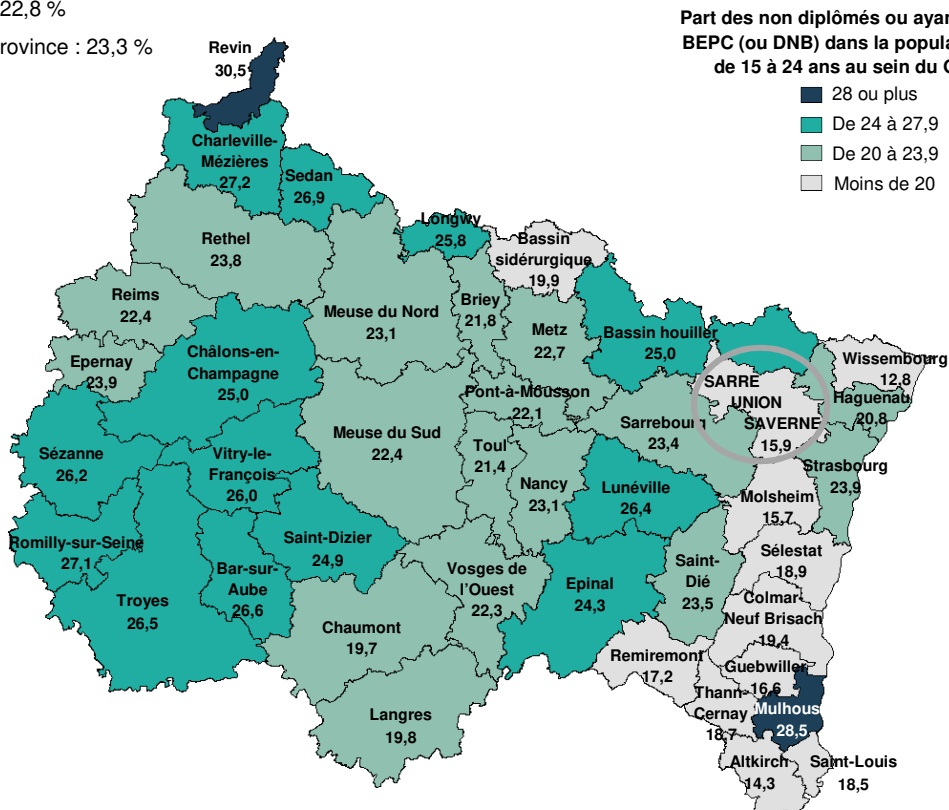 22,8 %
rovince : 23,3 %
Part des non diplômés ou ayan
BEPC (ou DNB) dans la popula
de 15 à 24 ans au sein du
28 ou plus
De 24 à 27,9
De 20 à 23,9
Moins de 20
Revin
30,5
Charleville-
Mézières
27,2
Sedan
26,9
Longwy
25,8
Bassin
sidérurgique
19,9
Rethel
23,8
Reims
22,4
Meuse du Nord
23,1
Briey
21,8
Metz
22,7
Bassin houiller
25,0
Wissembourg
12,8
Epernay
23,9
Châlons-en-
Champagne
25,0
Pont-à-Mousson
22,1
SARRE
UNION
SAVERNE
15,9
Haguenau
20,8
Sarrebourg
23,4
Meuse du Sud
22,4
Toul
21,4
Sézanne
26,2
Vitry-le-
François
26,0
Nancy
23,1
Lunéville
26,4
Strasbourg
23,9
Molsheim
15,7
Romilly-sur-Seine
27,1
Saint-Dizier
24,9
Sélestat
18,9
Troyes
26,5
Bar-sur-
Aube
26,6
Vosges de
l’Ouest
22,3
Epinal
24,3
Saint-
Dié
23,5
Colmar-
Neuf Brisach
19,4
Chaumont
19,7
Remiremont
17,2
Guebwiller
16,6
Thann-
Cernay
18,7
Mulhous
28,5
Langres
19,8
Altkirch
14,3
Saint-Louis
18,5